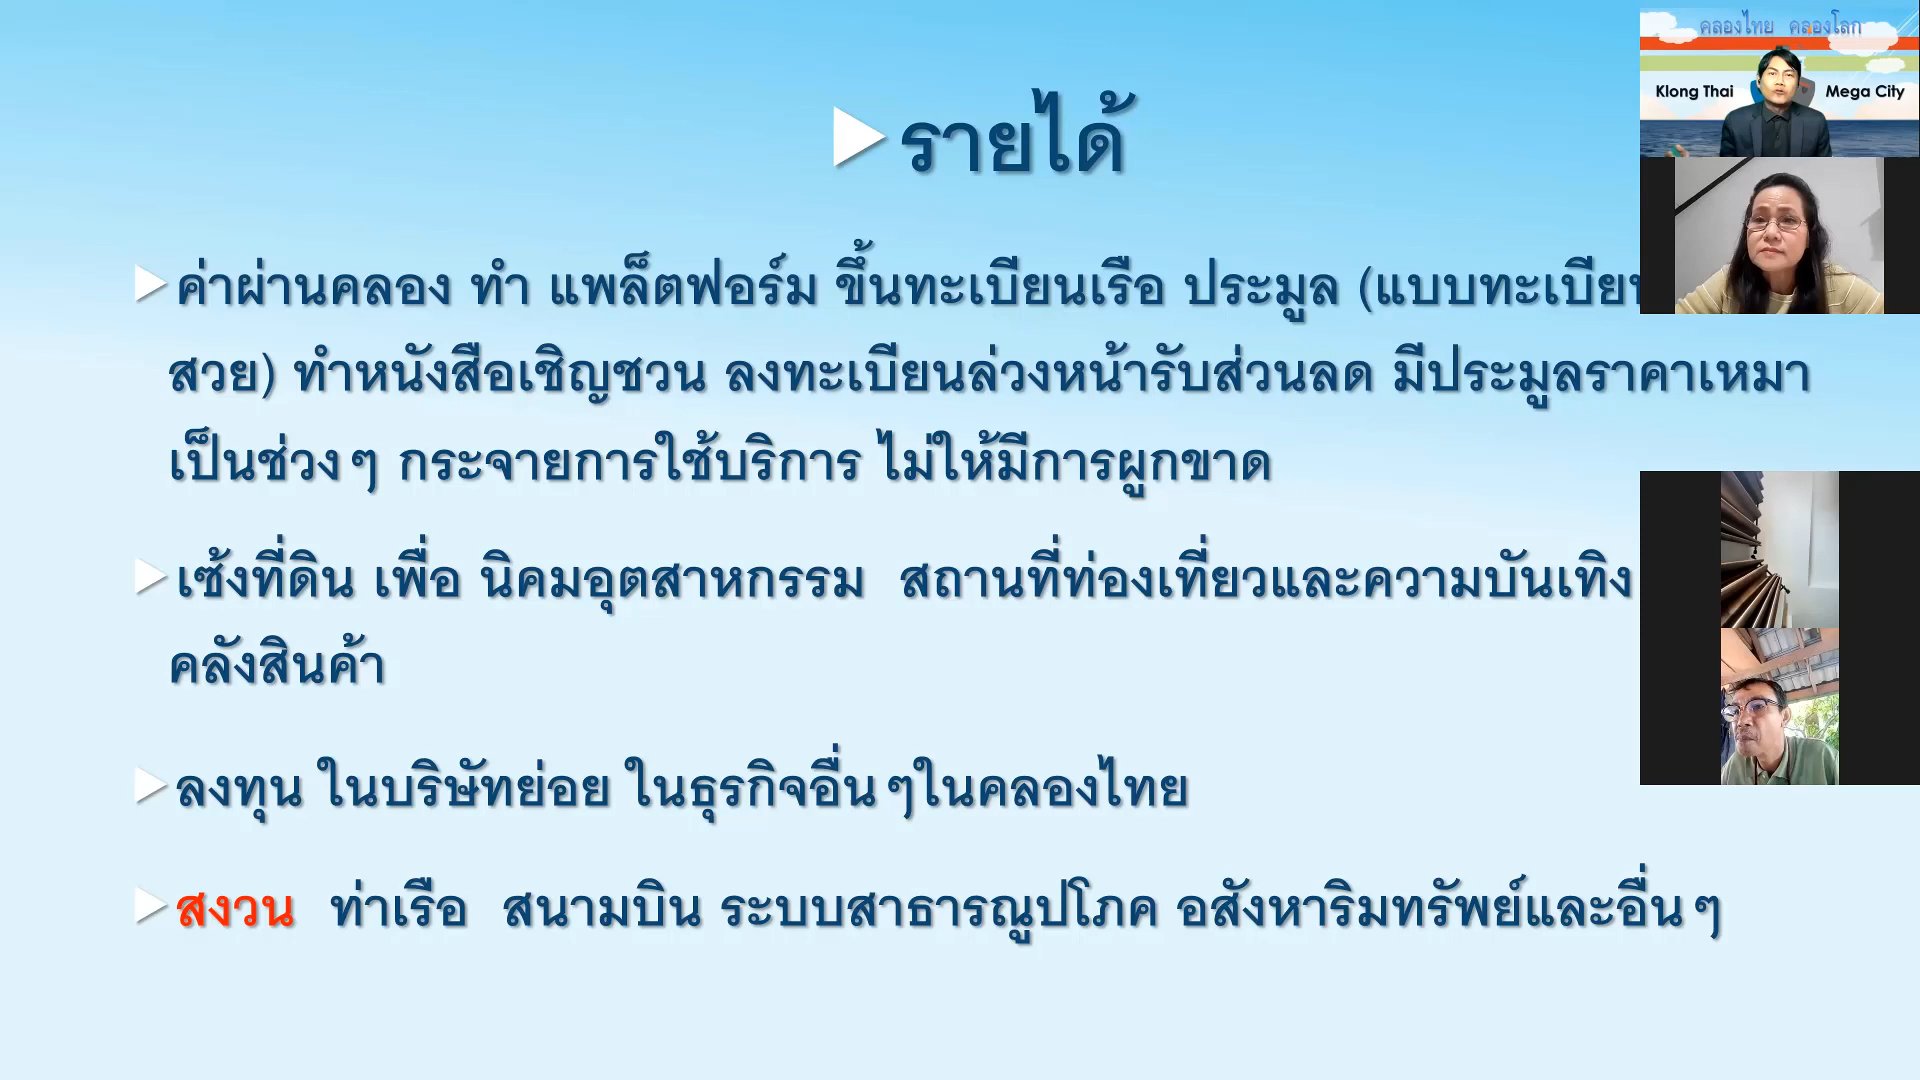 รายได้
ค่าผ่านคลอง ทำ แพล็ตฟอร์ม ขึ้นทะเบียนเรือ ประมูล (แบบทะเบียน
สวย) ทำหนังสือเชิญชวน ลงทะเบียนล่วงหน้ารับส่วนลด มีประมูลราคาเหมา
เป็นช่วงๆ กระจายการใช้บริการ ไม่ให้มีการผูกขาด
เซ้งที่ดิน เพื่อ นิคมอุตสาหกรรม สถานที่ท่องเที่ยวและความบันเทิง
คลังสินค้า
ลงทุน ในบริษัทย่อย ในธุรกิจอื่นๆในคลองไทย
สงวน ท่าเรือ สนามบิน ระบบสาธารณูปโภค อสังหาริมทรัพย์และอื่นๆ
คลองไทย คลองโลก
Klong Thai Mega City